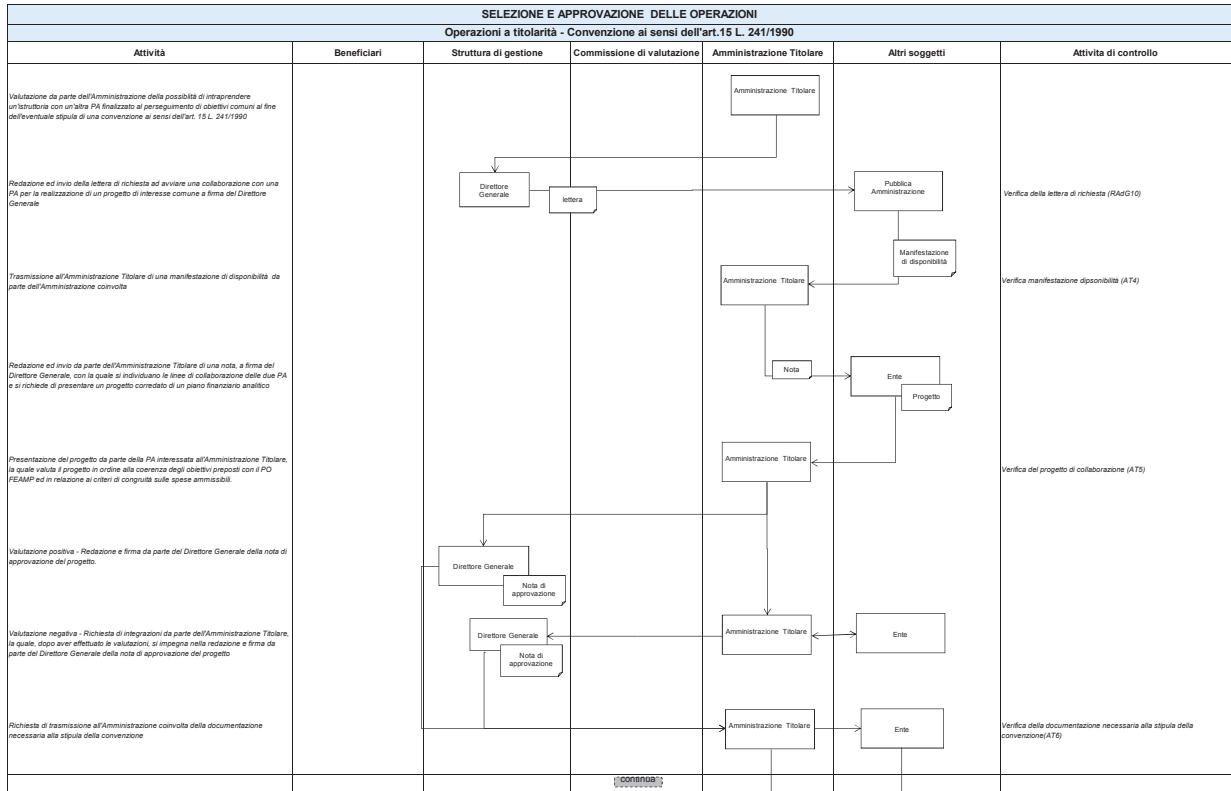 SELEZIONE E APPROVAZIONE DELLE OPERAZIONI
Operazioni a titolarità - Convenzione ai sensi dell'art.15 L. 241/1990
Attività
Beneficiari
Struttura di gestione
Commissione di valutazione
Amministrazione Titolare
Altri soggetti
Attivita di controllo
Valutazione da parte dell'Amministrazione della possiblità di intraprendere
un'istruttoria con un'altra PA finalizzato al perseguimento di obiettivi comuni al fine
dell'eventuale stipula di una convenzione ai sensi dell'art. 15 L. 241/1990
Amministrazione Titolare
Redazione ed invio della lettera di richiesta ad avviare una collaborazione con una
PA per la realizzazione di un progetto di interesse comune a firma del Direttore
Generale
Direttore
Generale
lettera
Pubblica
Amministrazione
Verifica della lettera di richiesta (RAdG10)
Manifestazione
di disponibilità
Trasmissione all'Amministrazione Titolare di una manifestazione di disponibilità da
parte dell'Amministrazione coinvolta
Amministrazione Titolare
Verifica manifestazione dipsonibilità (AT4)
Redazione ed invio da parte dell'Amministrazione Titolare di una nota, a firma del
Direttore Generale, con la quale si individuano le linee di collaborazione delle due PA
e si richiede di presentare un progetto corredato di un piano finanziario analitico
Nota
Ente
Progetto
Presentazione del progetto da parte della PA interessata all'Amministrazione Titolare,
la quale valuta il progetto in ordine alla coerenza degli obiettivi preposti con il PO
FEAMP ed in relazione ai criteri di congruità sulle spese ammissibili.
Amministrazione Titolare
Verifica del progetto di collaborazione (AT5)
Valutazione positiva - Redazione e firma da parte del Direttore Generale della nota di
approvazione del progetto.
Direttore Generale
Nota di
approvazione
Valutazione negativa - Richiesta di integrazioni da parte dell'Amministrazione Titolare,
la quale, dopo aver effettuato le valutazioni, si impegna nella redazione e firma da
parte del Direttore Generale della nota di approvazione del progetto
Direttore Generale
Nota di
approvazione
Amministrazione Titolare
Ente
Richiesta di trasmissione all'Amministrazione coinvolta della documentazione
necessaria alla stipula della convenzione
Amministrazione Titolare
Ente
Verifica della documentazione necessaria alla stipula della
convenzione(AT6)
continua